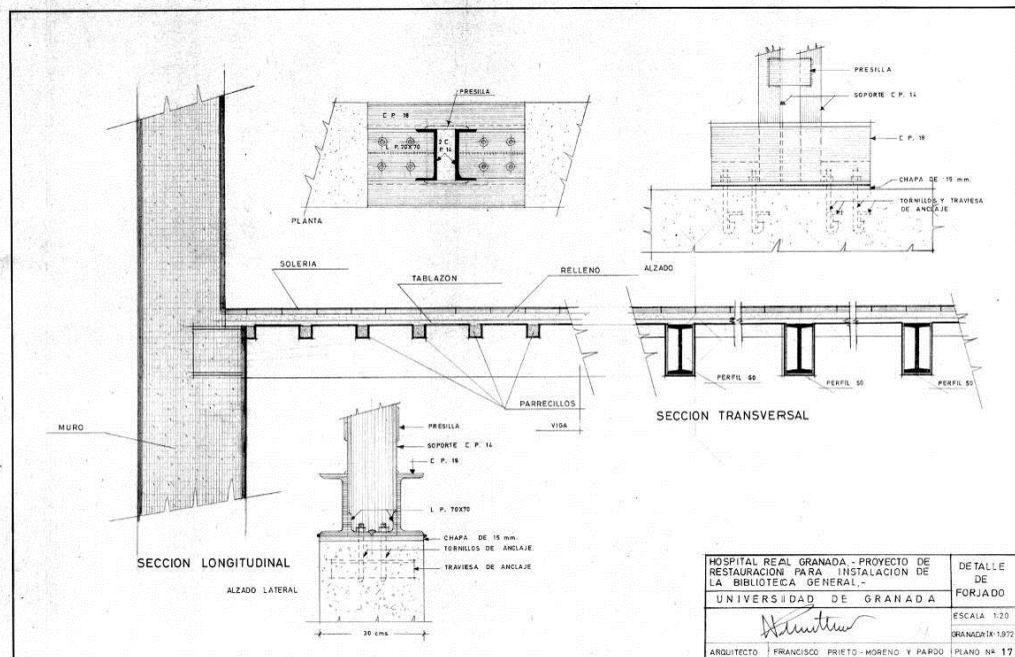 PRESILLA
C P. 18
L P. 70X70
2 C.
P. 14
PLANTA
PRESILLA
SOPORTE C P. 14
C P. 18
CHAPA DE 15 mm.
TORNILLOS Y TRAVIESA
DE ANCLAJE
ALZADO
SOLERIA
TABLAZON
RELLENO
PERFIL 50
PERFIL 50
PERFIL 50
SECCION TRANSVERSAL
PARRECILLOS
VIGA
MURO
SECCION LONGITUDINAL
PRESILLA
SOPORTE C P. 14
C P. 18
L P. 70X70
CHAPA DE 15 mm.
TORNILLOS DE ANCLAJE
TRAVIESA DE ANCLAJE
ALZADO LATERAL
30 cms.
HOSPITAL REAL GRANADA.- PROYECTO DE
RESTAURACION PARA INSTALACION DE
LA BIBLIOTECA GENERAL.-
UNIVERSIDAD DE GRANADA
ARQUITECTO FRANCISCO PRIETO-MORENO Y PARDO
DETALLE
DE
FORJADO
ESCALA 1:20
GRANADA-IX-1.972
PLANO Nº 17